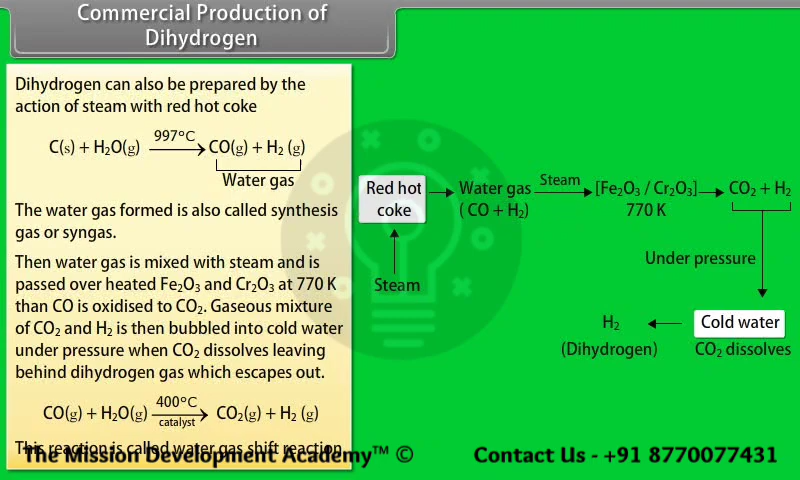 Commercial Production of
Dihydrogen
Dihydrogen can also be prepared by the
action of steam with red hot coke
C(s) + H₂O(g) —997°C→ CO(g) + H₂ (g)
Water gas
The water gas formed is also called synthesis
gas or syngas.
Then water gas is mixed with steam and is
passed over heated Fe₂O₃ and Cr₂O₃ at 770 K
than CO is oxidised to CO₂. Gaseous mixture
of CO₂ and H₂ is then bubbled into cold water
under pressure when CO₂ dissolves leaving
behind dihydrogen gas which escapes out.
CO(g) + H₂O(g) —400°C catalyst→ CO₂(g) + H₂ (g)
This reaction is called water gas shift reaction
Red hot
coke
Steam
Water gas
( CO + H₂)
Steam
[Fe₂O₃ / Cr₂O₃]
770 K
CO₂ + H₂
Under pressure
Cold water
CO₂ dissolves
H₂
(Dihydrogen)
The Mission Development Academy™ ©
Contact Us - +91 8770077431